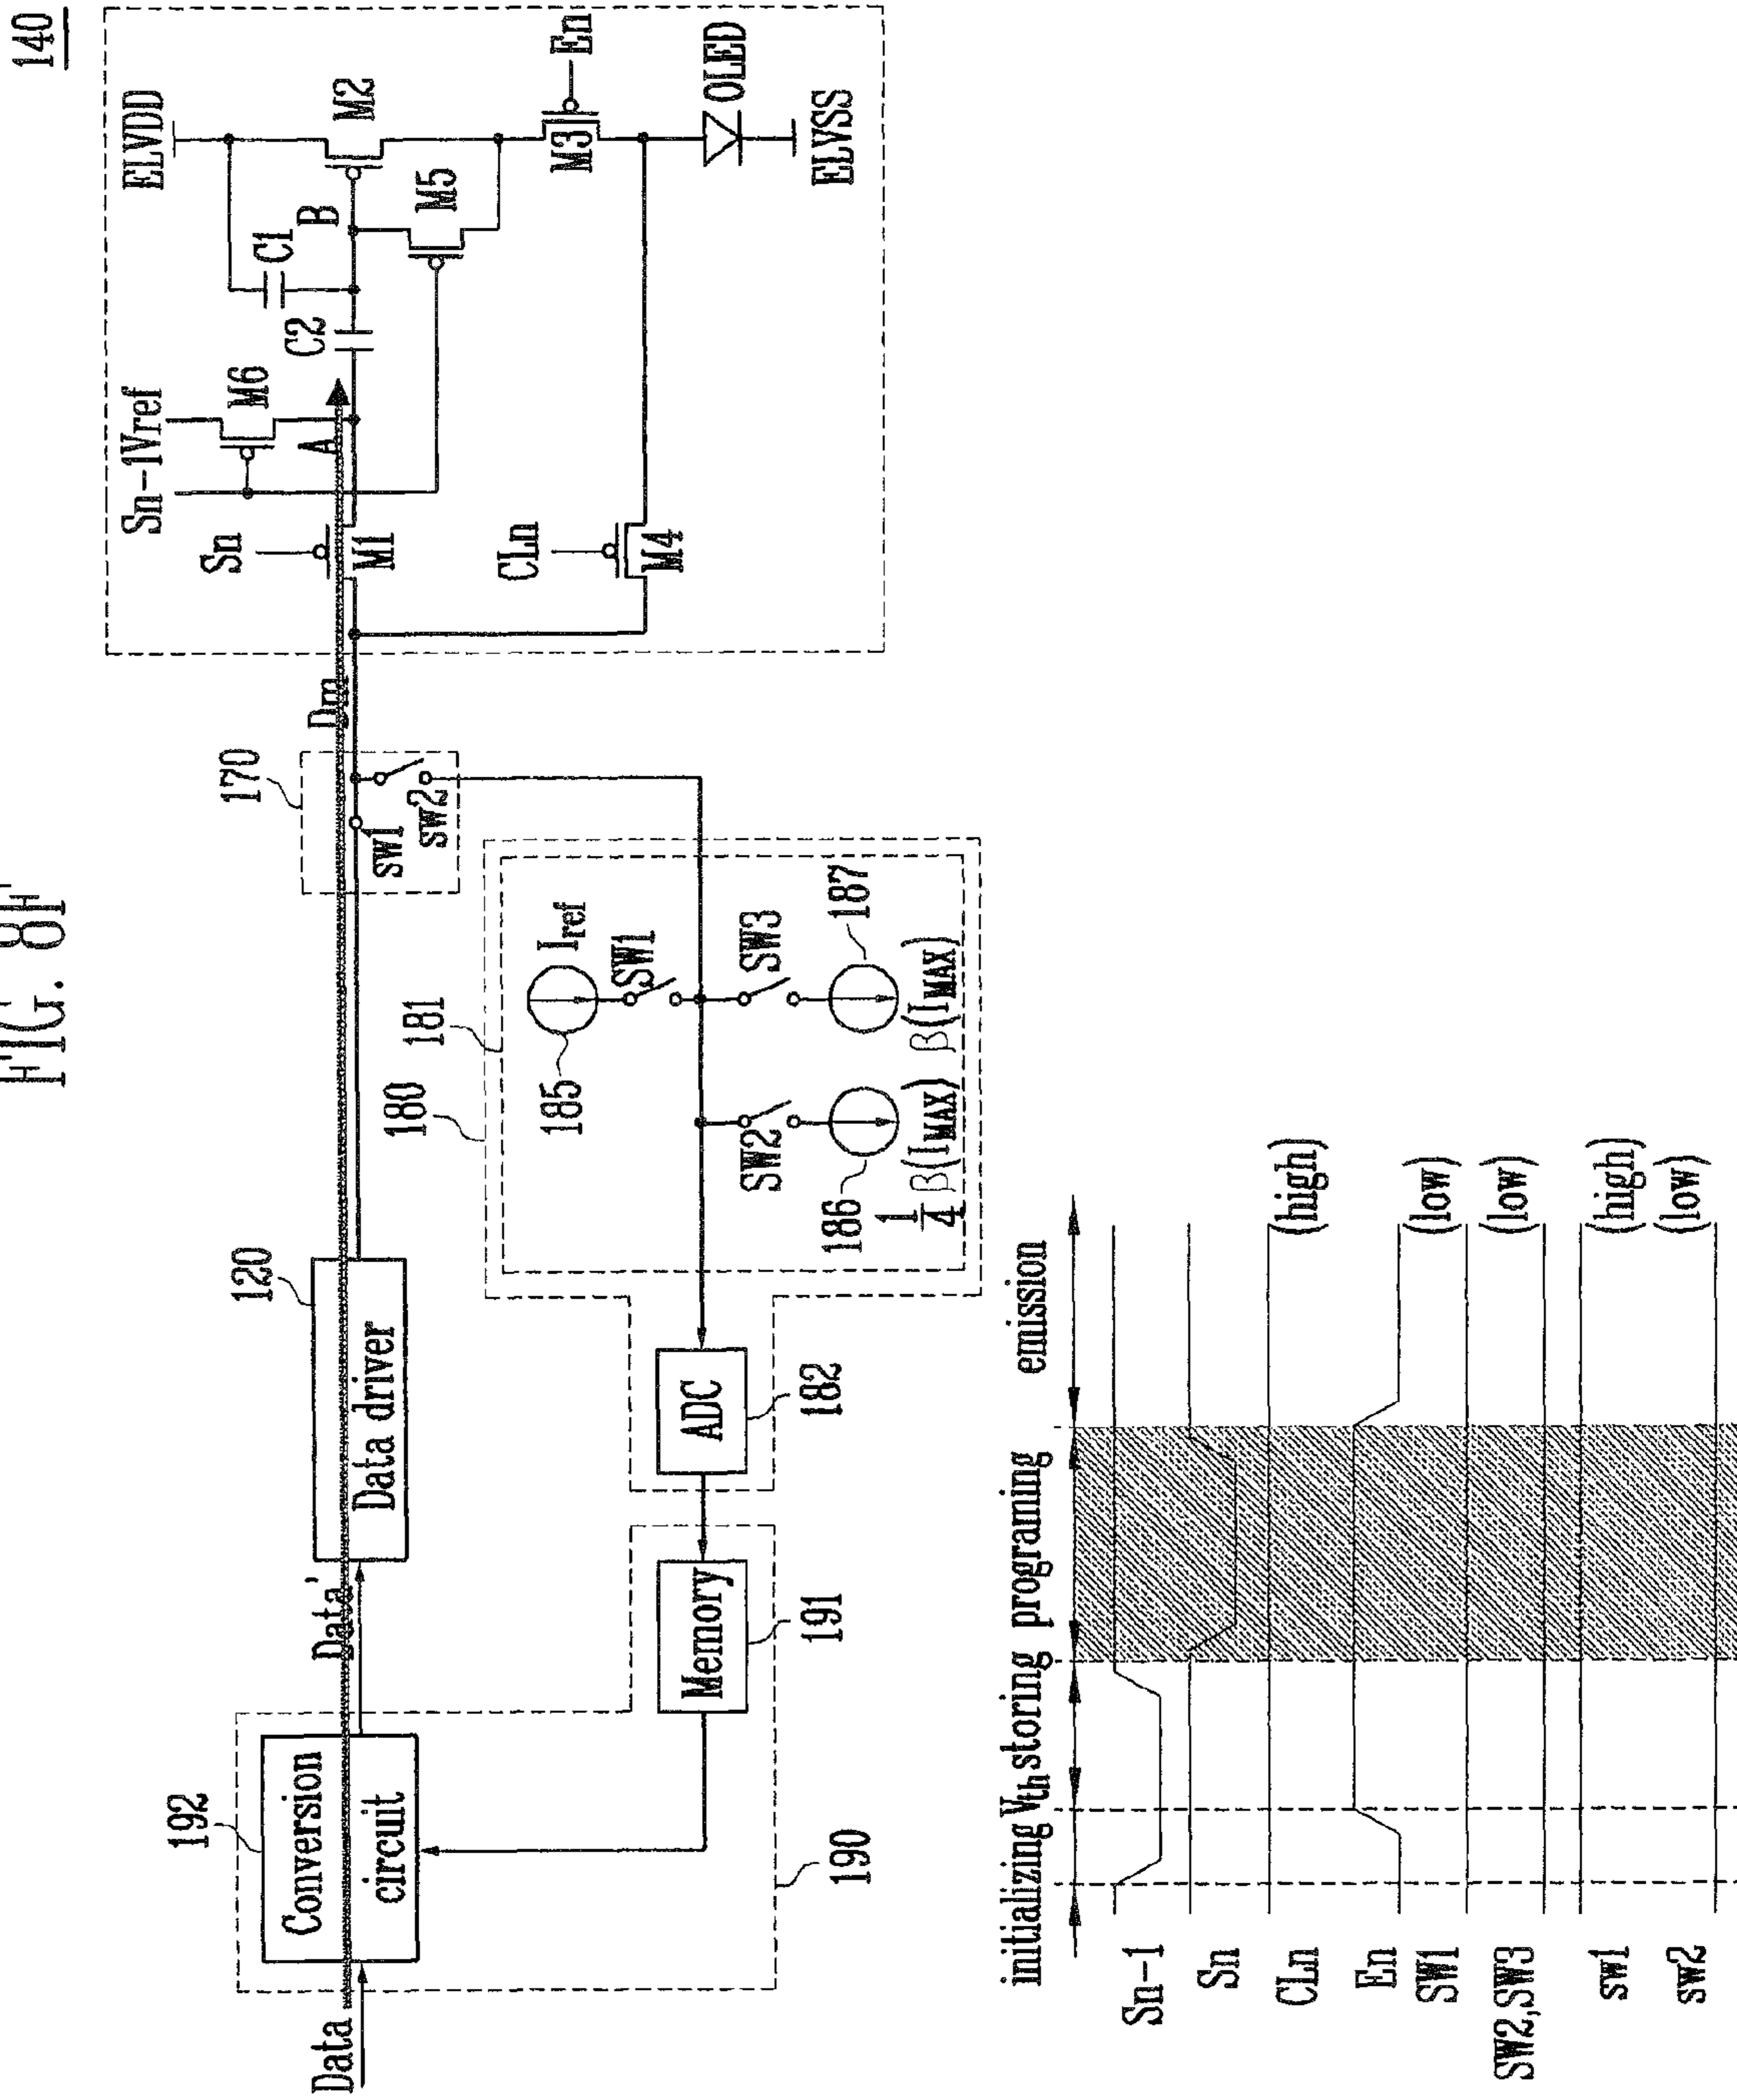 FIG. 8F
140
ELVDD
Sn-1Vref
M6
C1
M2
C2
B
A
Sn
M1
M5
En
M3
CLn
M4
OLED
ELVSS
Dm
170
sw1
sw2
120
Data driver
Data'
192
Conversion
circuit
Data
190
Memory
191
ADC
182
180
181
185
Iref
SW1
SW2
SW3
186
187
1/4 β(IMAX)
β(IMAX)
initializing Vth storing programing emission
Sn-1
Sn
CLn (high)
En
SW1 (low)
SW2,SW3 (low)
sw1 (high)
sw2 (low)